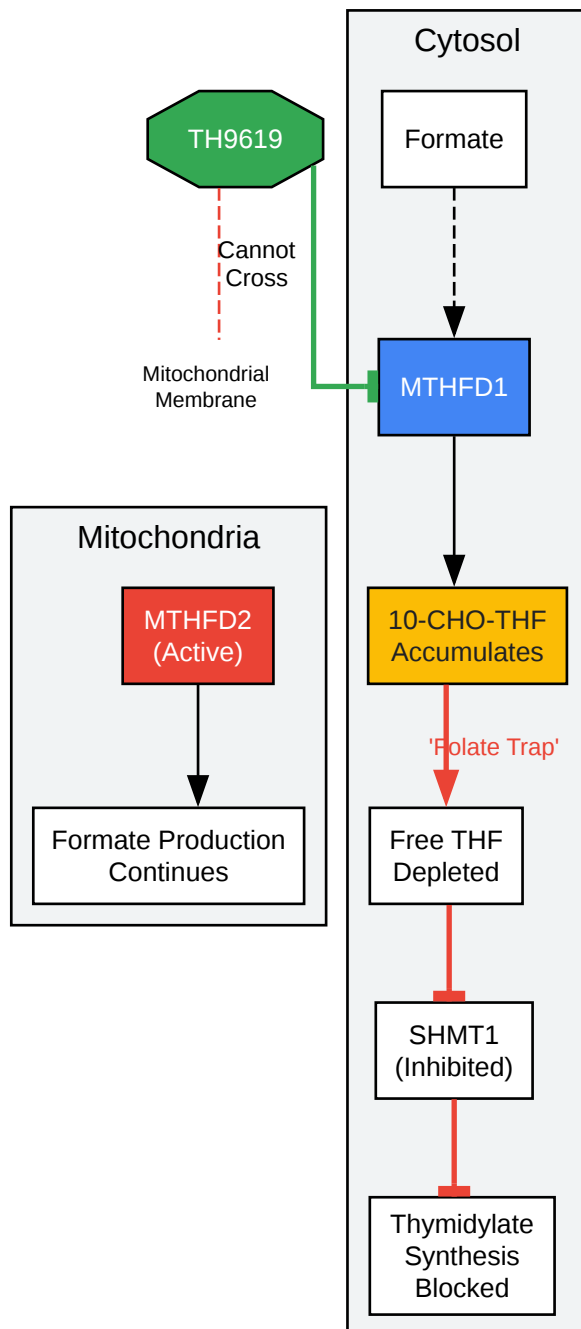 Cytosol
TH9619
Formate
Cannot
Cross
Mitochondrial
Membrane
MTHFD1
Mitochondria
MTHFD2
(Active)
10-CHO-THF
Accumulates
'Folate Trap'
Formate Production
Continues
Free THF
Depleted
SHMT1
(Inhibited)
Thymidylate
Synthesis
Blocked